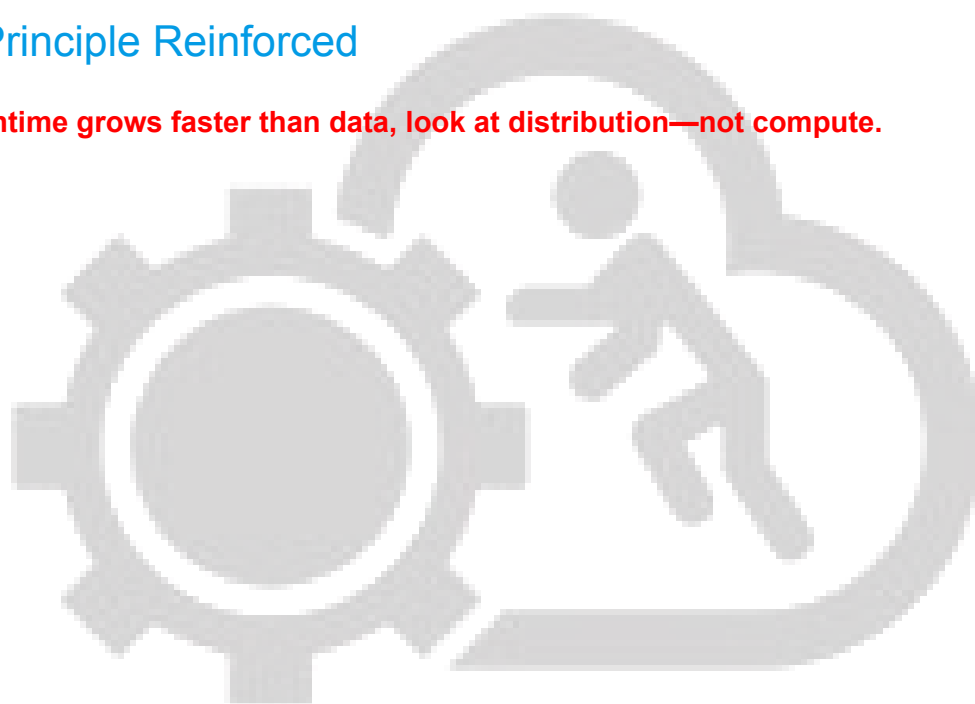 Principle Reinforced
ntime grows faster than data, look at distribution—not compute.